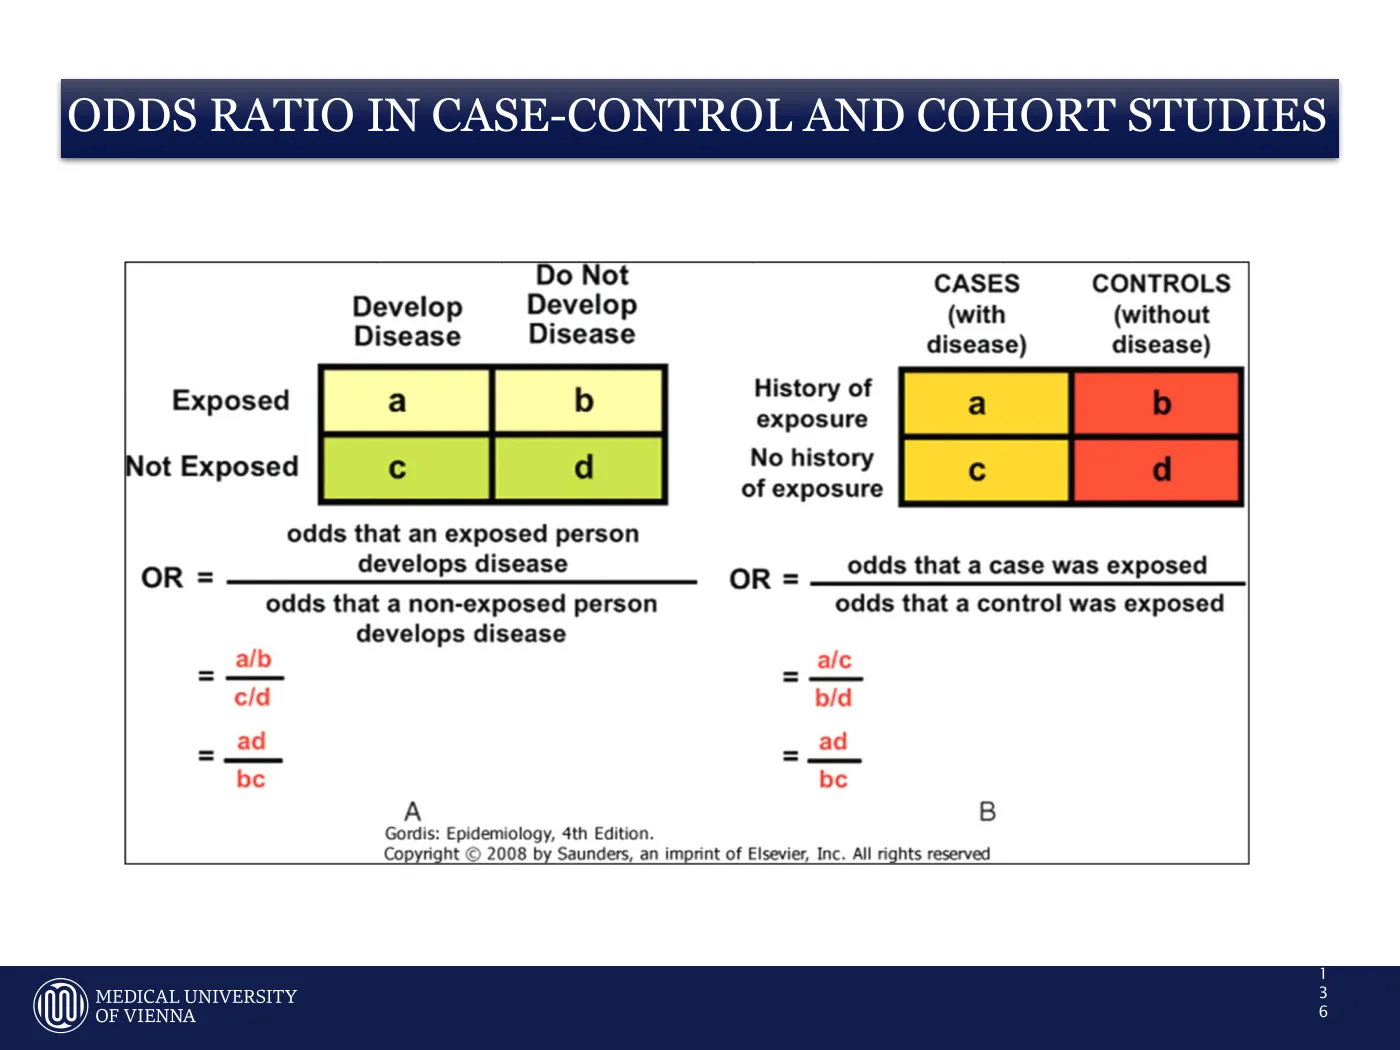 ODDS RATIO IN CASE-CONTROL AND COHORT STUDIES
Develop
Disease
Do Not
Develop
Disease
Exposed
a
b
Not Exposed
c
d
OR =
odds that an exposed person
develops disease
odds that a non-exposed person
develops disease
=
a/b
c/d
=
ad
bc
A
CASES
(with
disease)
CONTROLS
(without
disease)
History of
exposure
a
b
No history
of exposure
c
d
OR =
odds that a case was exposed
odds that a control was exposed
=
a/c
b/d
=
ad
bc
B
Gordis: Epidemiology, 4th Edition.
Copyright © 2008 by Saunders, an imprint of Elsevier, Inc. All rights reserved
MEDICAL UNIVERSITY
OF VIENNA
1
3
6